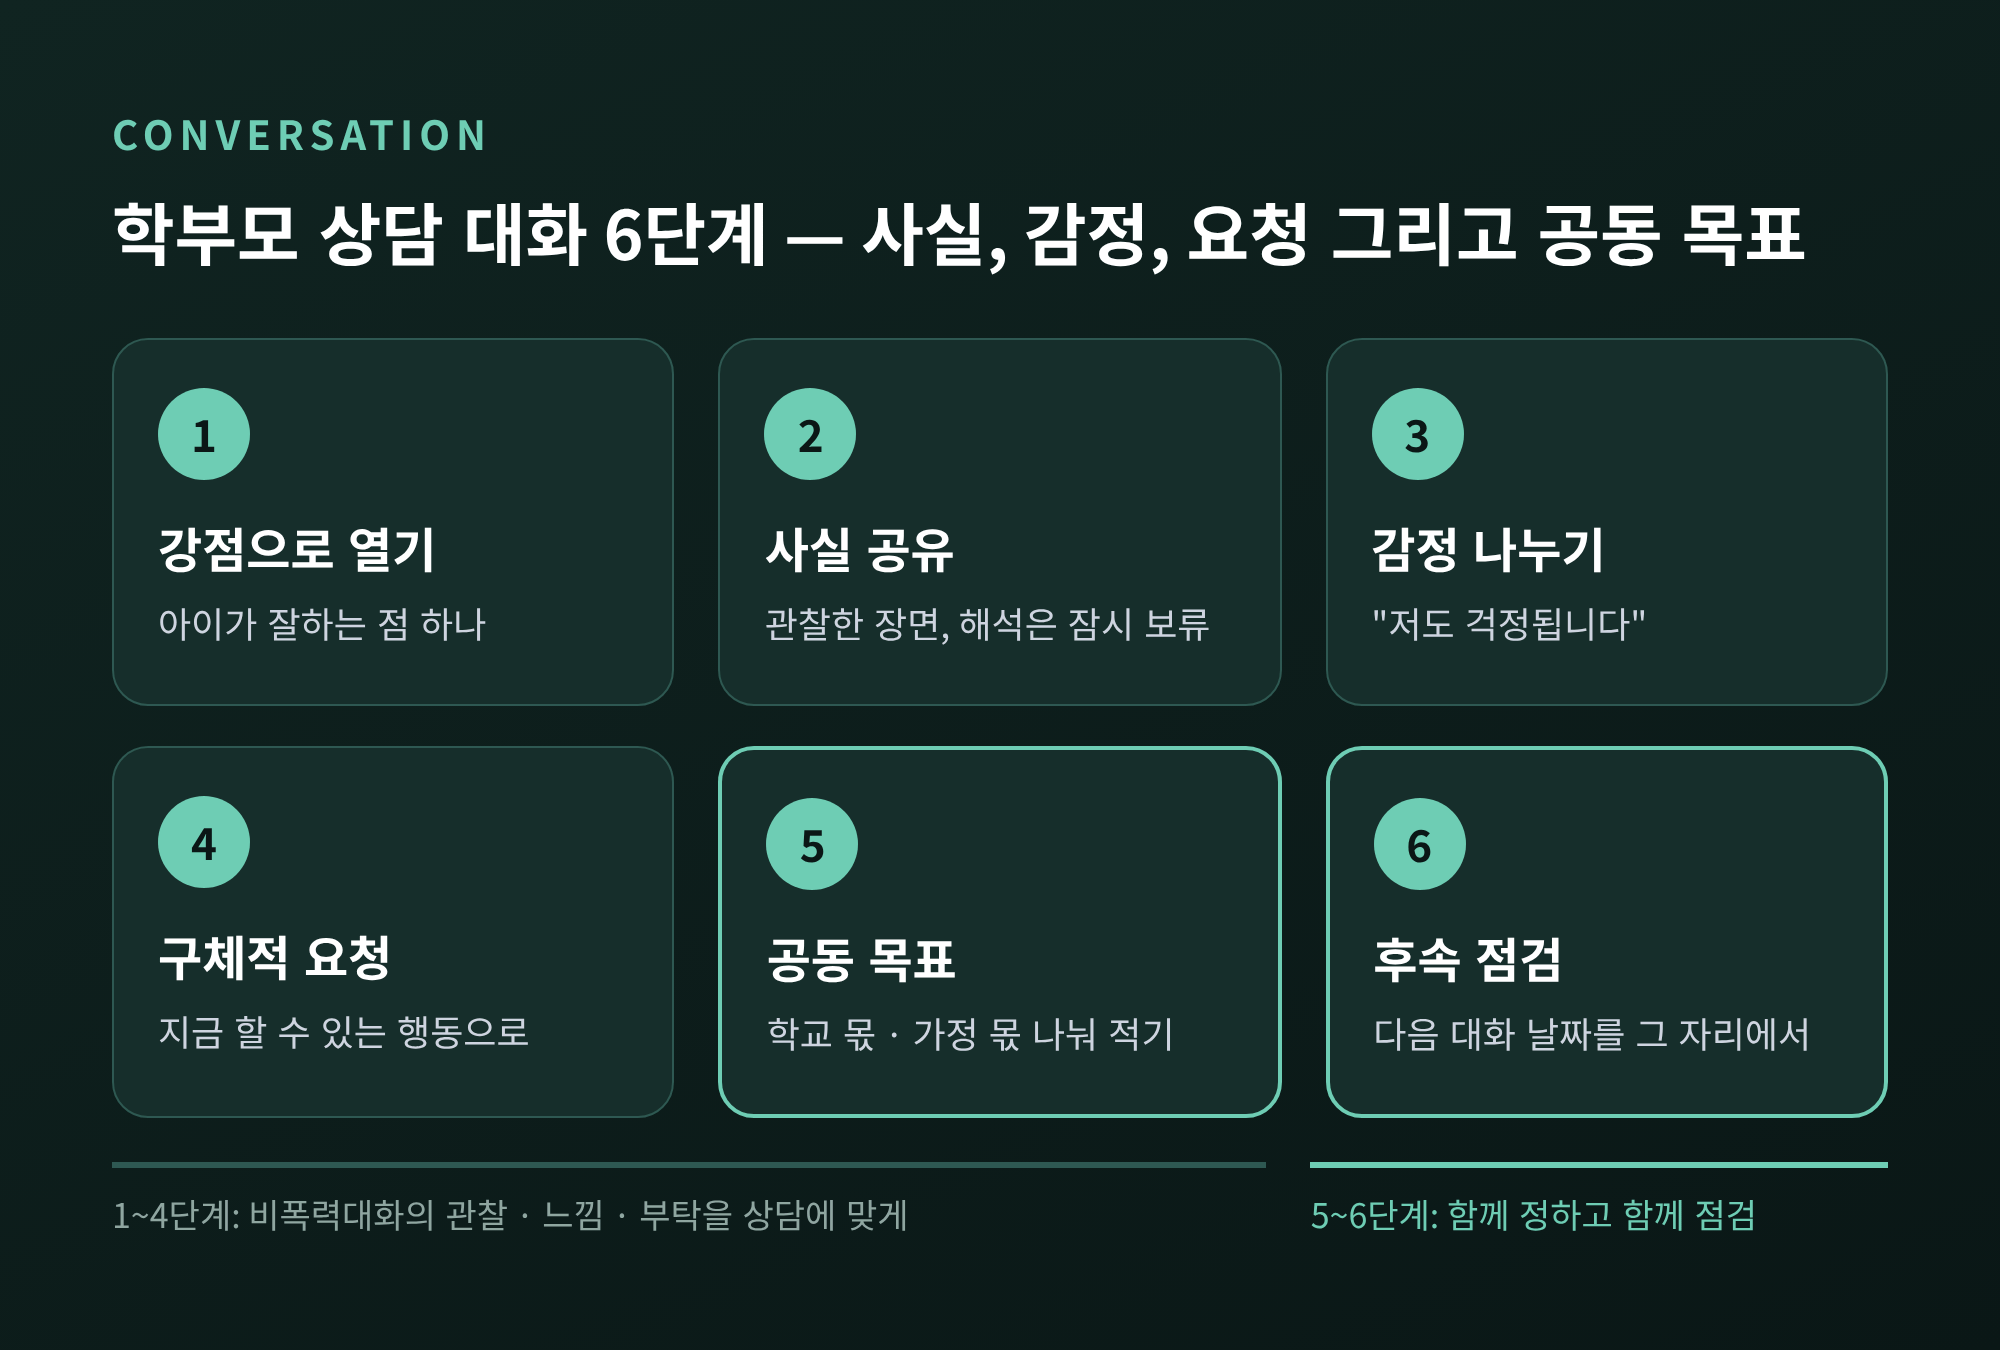 CONVERSATION
학부모 상담 대화 6단계 — 사실, 감정, 요청 그리고 공동 목표
1
강점으로 열기
아이가 잘하는 점 하나
2
사실 공유
관찰한 장면, 해석은 잠시 보류
3
감정 나누기
"저도 걱정됩니다"
4
구체적 요청
지금 할 수 있는 행동으로
5
공동 목표
학교 몫 · 가정 몫 나눠 적기
6
후속 점검
다음 대화 날짜를 그 자리에서
1~4단계: 비폭력대화의 관찰 · 느낌 · 부탁을 상담에 맞게
5~6단계: 함께 정하고 함께 점검